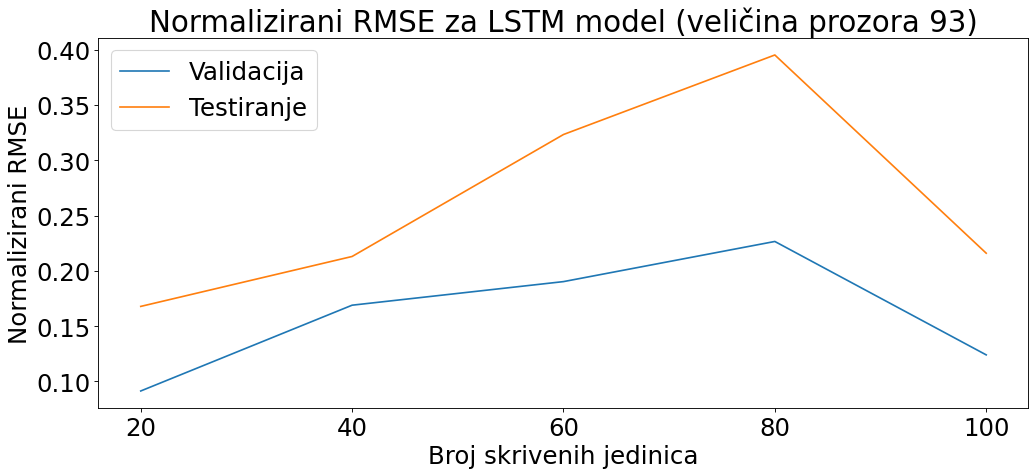 Normalizirani RMSE za LSTM model (veličina prozora 93)
Validacija
Testiranje
Normalizirani RMSE
0.40
0.35
0.30
0.25
0.20
0.15
0.10
20 40 60 80 100
Broj skrivenih jedinica